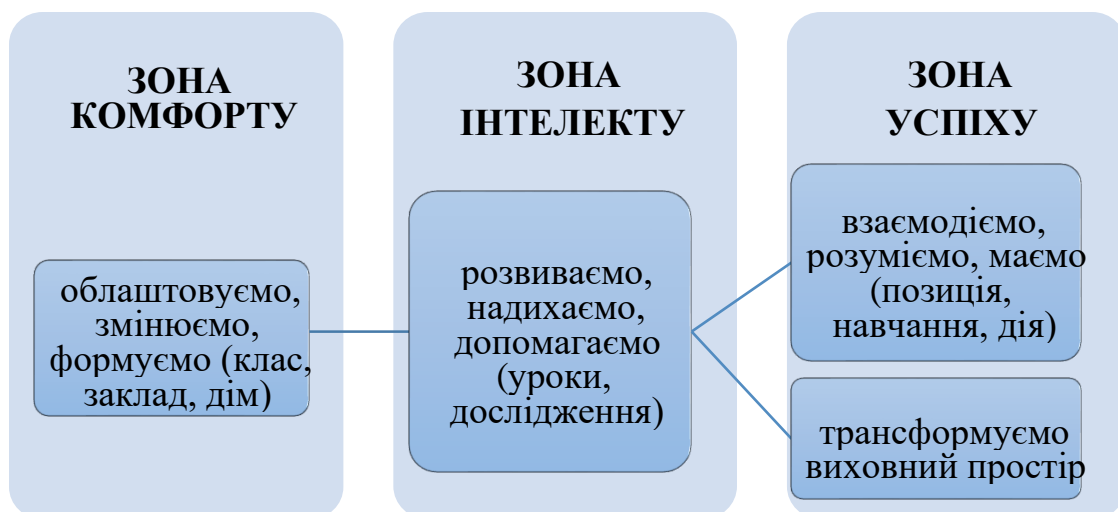 ЗОНА
КОМФОРТУ
облаштовуємо,
змінюємо,
формуємо (клас,
заклад, дім)
ЗОНА
ІНТЕЛЕКТУ
розвиваємо,
надихаємо,
допомагаємо
(уроки,
дослідження)
ЗОНА
УСПІХУ
взаємодіємо,
розуміємо, маємо
(позиція,
навчання, дія)
трансформуємо
виховний простір